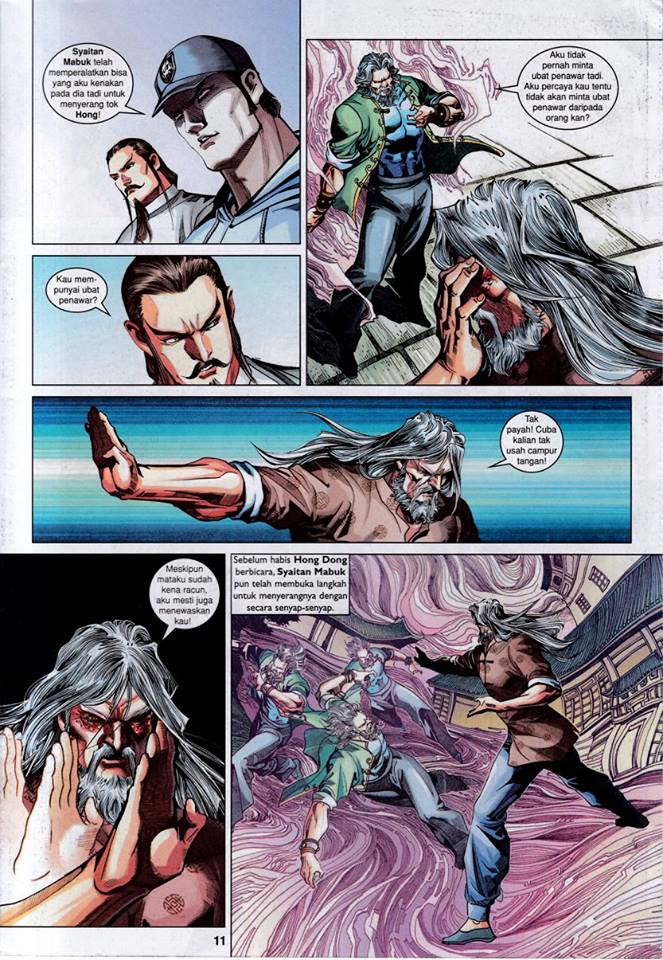 Syaitan
Mabuk telah
memperalatkan bisa
yang aku kenakan
pada dia tadi untuk
menyerang tok
Hong!
Aku tidak
pernah minta
ubat penawar tadi.
Aku percaya kau tentu
tidak akan minta ubat
penawar daripada
orang kan?
Kau mem-
punyai ubat
penawar?
Tak
payah! Cuba
kalian tak
usah campur
tangan!
Meskipun
mataku sudah
kena racun,
aku mesti juga
menewaskan
kau!
Sebelum habis Hong Dong
berbicara, Syaitan Mabuk
pun telah membuka langkah
untuk menyerangnya dengan
secara senyap-senyap.
11